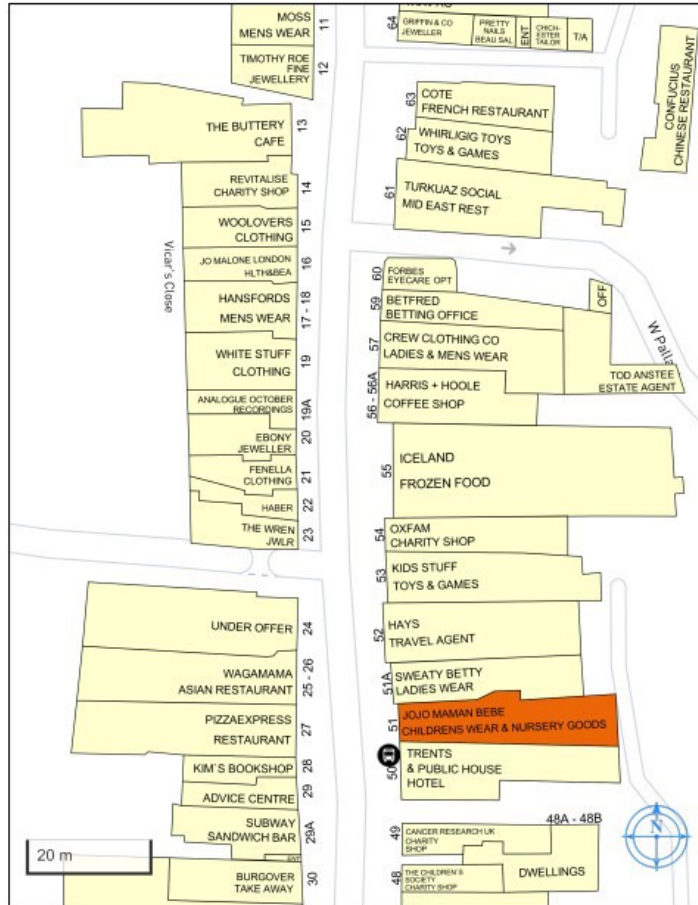 MOSS
MENS WEAR
11
TIMOTHY ROE
FINE
JEWELLERY
12
THE BUTTERY
CAFE
13
REVITALISE
CHARITY SHOP
14
WOOLOVERS
CLOTHING
15
JO MALONE LONDON
HLTH&BEA
16
HANSFORDS
MENS WEAR
17 - 18
WHITE STUFF
CLOTHING
19
ANALOGUE OCTOBER
RECORDINGS
19A
EBONY
JEWELLER
20
FENELLA
CLOTHING
21
HABER
22
THE WREN
JWLR
23
Vicar's Close
UNDER OFFER
24
WAGAMAMA
ASIAN RESTAURANT
25 - 26
PIZZAEXPRESS
RESTAURANT
27
KIM'S BOOKSHOP
28
ADVICE CENTRE
29
SUBWAY
SANDWICH BAR
29A
ENT
BURGOVER
TAKE AWAY
30
20 m
64
GRIFFIN & CO
JEWELLER
PRETTY
NAILS
BEAU SAL
ENT
CHICH-
ESTER
TAILOR
T/A
CONFUCIUS
CHINESE RESTAURANT
63
COTE
FRENCH RESTAURANT
62
WHIRLIGIG TOYS
TOYS & GAMES
61
TURKUAZ SOCIAL
MID EAST REST
60
FORBES
EYECARE OPT
59
BETFRED
BETTING OFFICE
OFF
W Palla
57
CREW CLOTHING CO
LADIES & MENS WEAR
TOD ANSTEE
ESTATE AGENT
56 - 56A
HARRIS + HOOLE
COFFEE SHOP
55
ICELAND
FROZEN FOOD
54
OXFAM
CHARITY SHOP
53
KIDS STUFF
TOYS & GAMES
52
HAYS
TRAVEL AGENT
51A
SWEATY BETTY
LADIES WEAR
51
JOJO MAMAN BEBE
CHILDRENS WEAR & NURSERY GOODS
50
TRENTS
& PUBLIC HOUSE
HOTEL
48A - 48B
49
CANCER RESEARCH UK
CHARITY
SHOP
DWELLINGS
48
THE CHILDREN'S
SOCIETY
CHARITY SHOP
N